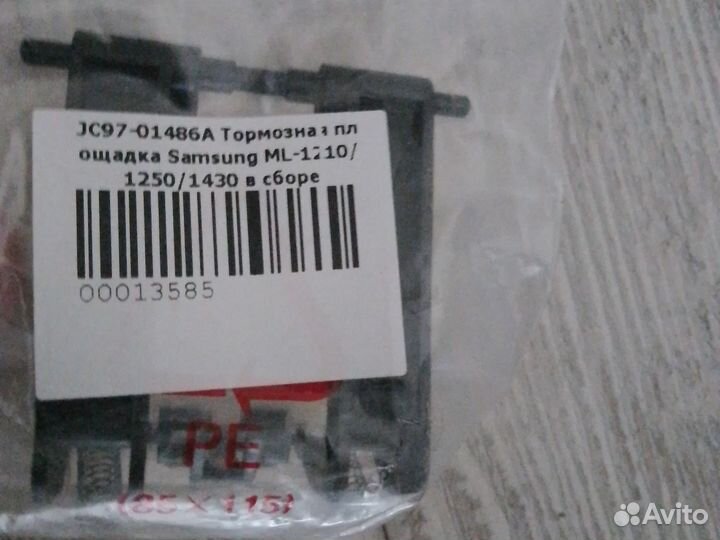 JC97-01486A Тормозная пл
ощадка Samsung ML-1210/
1250/1430 в сборе
00013585
PE
(85 X 115)
Avito